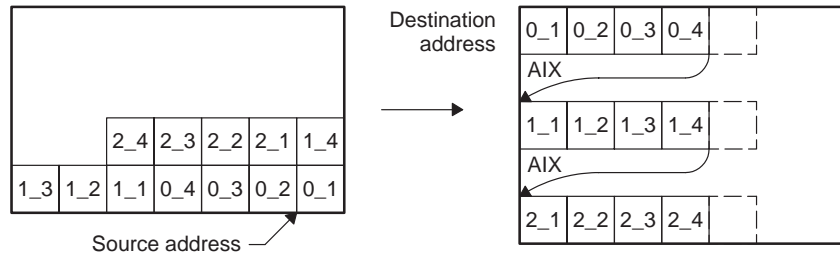 2_4 2_3 2_2 2_1 1_4
1_3 1_2 1_1 0_4 0_3 0_2 0_1
Source address
Destination
address
0_1 0_2 0_3 0_4
AIX
1_1 1_2 1_3 1_4
AIX
2_1 2_2 2_3 2_4